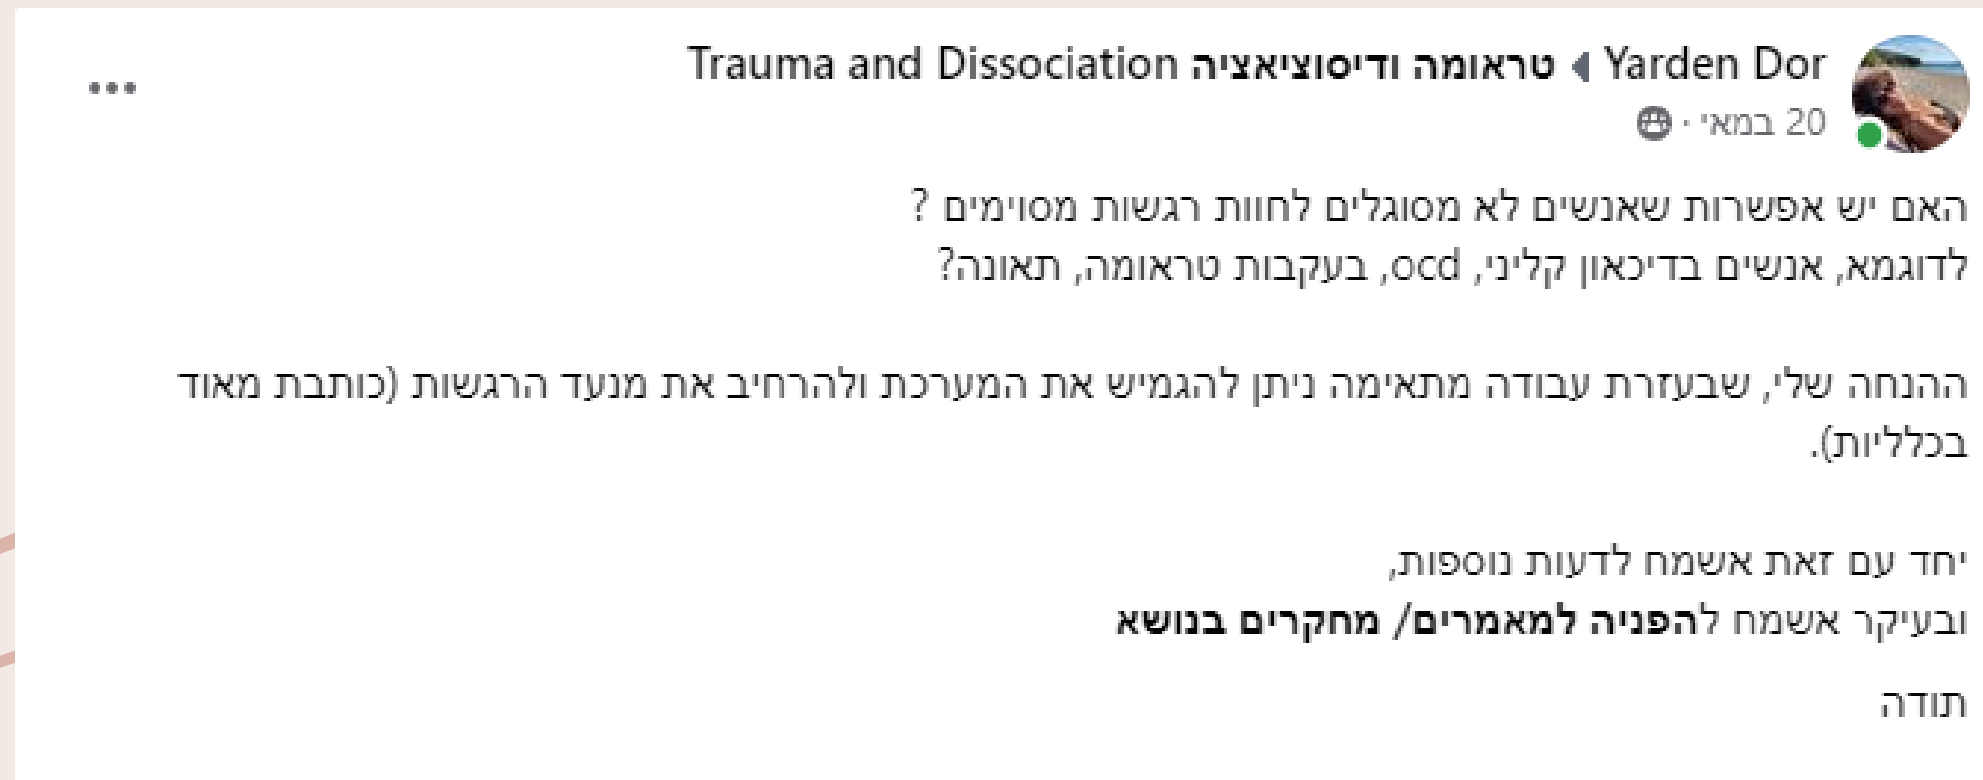 Yarden Dor ◂ טראומה ודיסוציאציה Trauma and Dissociation
20 במאי ·
האם יש אפשרות שאנשים לא מסוגלים לחוות רגשות מסוימים ?
לדוגמא, אנשים בדיכאון קליני, ocd, בעקבות טראומה, תאונה?
ההנחה שלי, שבעזרת עבודה מתאימה ניתן להגמיש את המערכת ולהרחיב את מנעד הרגשות (כותבת מאוד
בכלליות).
יחד עם זאת אשמח לדעות נוספות,
ובעיקר אשמח להפניה למאמרים/ מחקרים בנושא
תודה